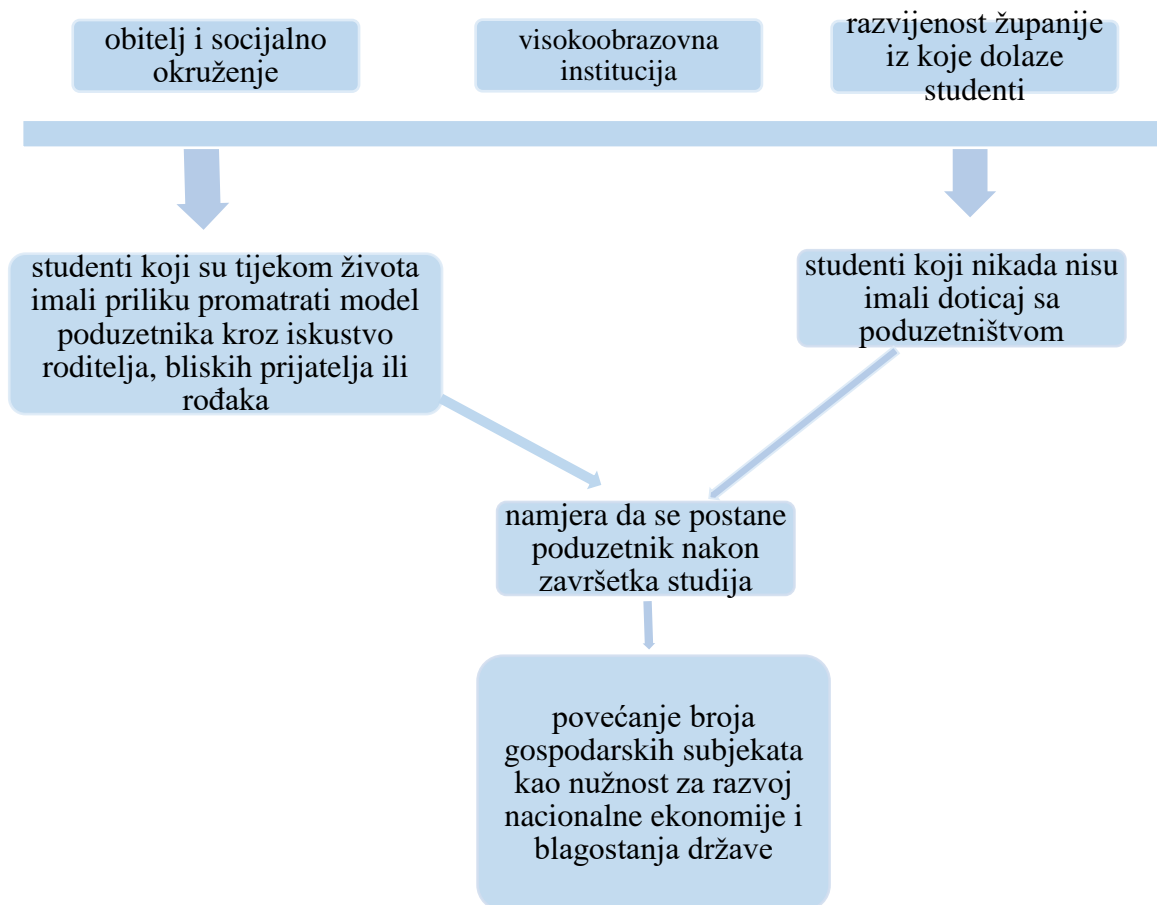 obitelj i socijalno
okruženje
visokoobrazovna
institucija
razvijenost županije
iz koje dolaze
studenti
studenti koji su tijekom života
imali priliku promatrati model
poduzetnika kroz iskustvo
roditelja, bliskih prijatelja ili
rođaka
studenti koji nikada nisu
imali doticaj sa
poduzetništvom
namjera da se postane
poduzetnik nakon
završetka studija
povećanje broja
gospodarskih subjekata
kao nužnost za razvoj
nacionalne ekonomije i
blagostanja države